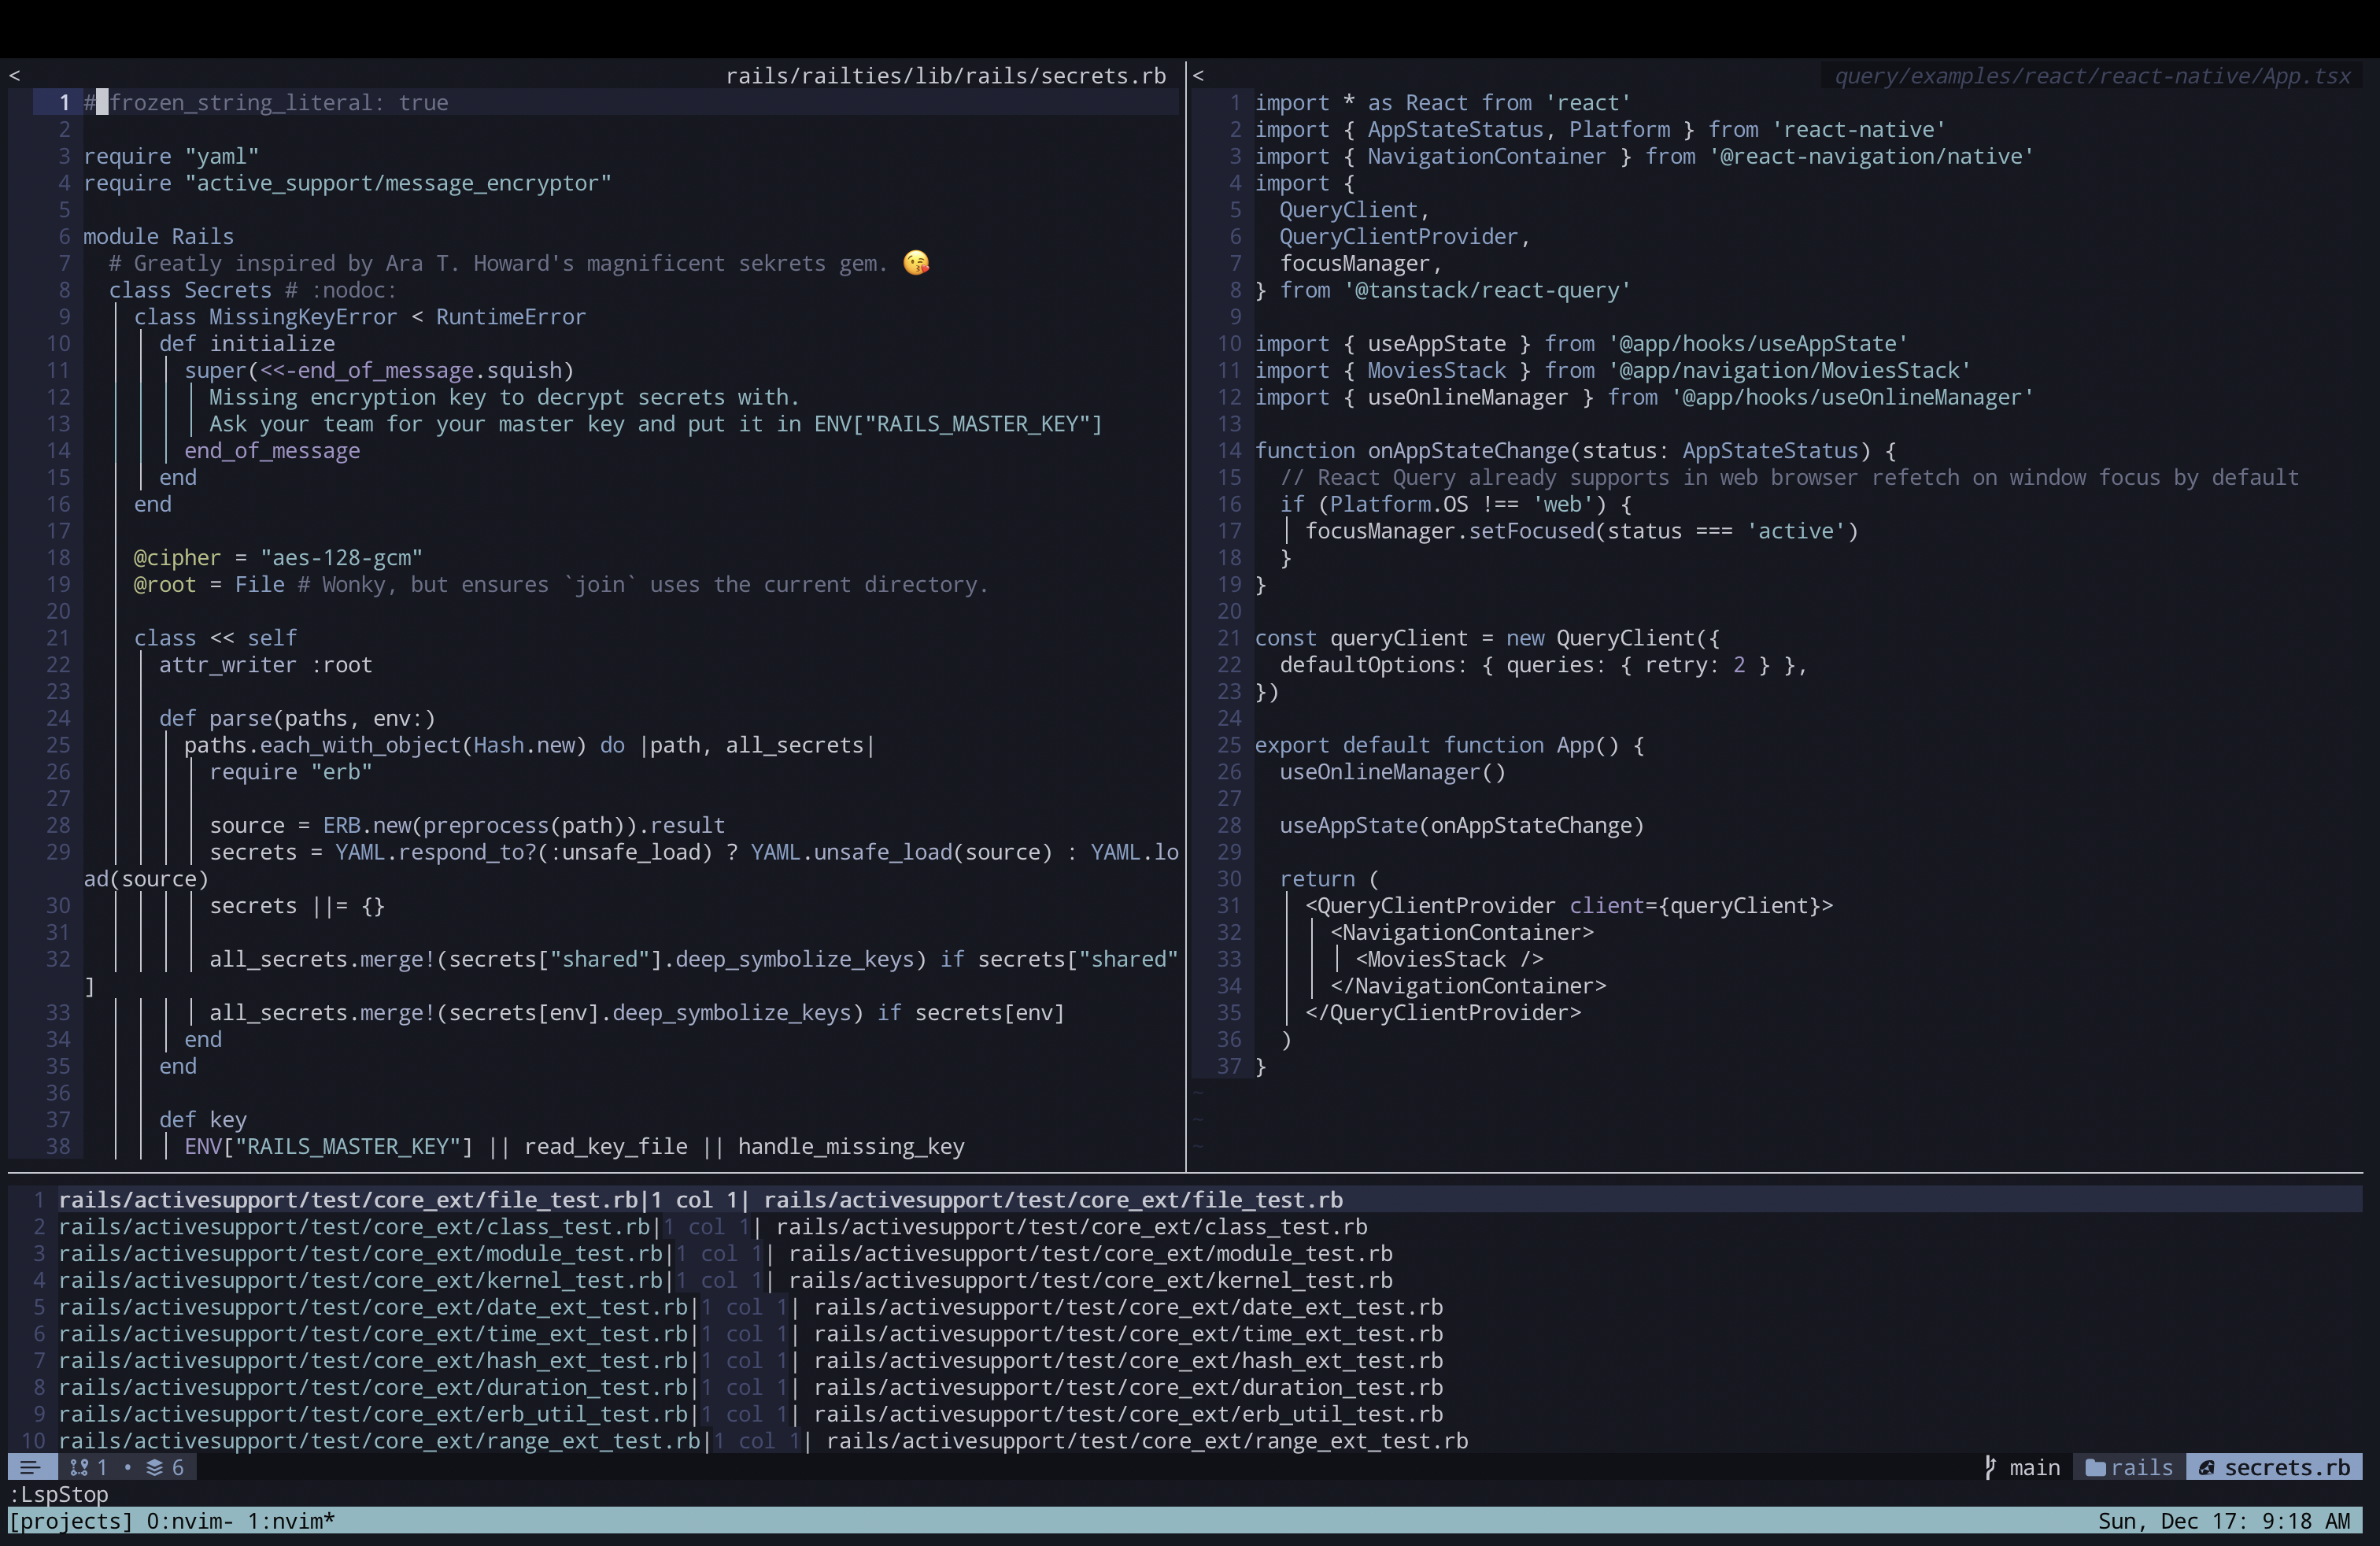 < rails/railties/lib/rails/secrets.rb
1 # frozen_string_literal: true
2
3 require "yaml"
4 require "active_support/message_encryptor"
5
6 module Rails
7 # Greatly inspired by Ara T. Howard's magnificent sekrets gem. 😘
8 class Secrets # :nodoc:
9 class MissingKeyError < RuntimeError
10 def initialize
11 super(<<-end_of_message.squish)
12 Missing encryption key to decrypt secrets with.
13 Ask your team for your master key and put it in ENV["RAILS_MASTER_KEY"]
14 end_of_message
15 end
16 end
17
18 @cipher = "aes-128-gcm"
19 @root = File # Wonky, but ensures `join` uses the current directory.
20
21 class << self
22 attr_writer :root
23
24 def parse(paths, env:)
25 paths.each_with_object(Hash.new) do |path, all_secrets|
26 require "erb"
27
28 source = ERB.new(preprocess(path)).result
29 secrets = YAML.respond_to?(:unsafe_load) ? YAML.unsafe_load(source) : YAML.lo
ad(source)
30 secrets ||= {}
31
32 all_secrets.merge!(secrets["shared"].deep_symbolize_keys) if secrets["shared"
]
33 all_secrets.merge!(secrets[env].deep_symbolize_keys) if secrets[env]
34 end
35 end
36
37 def key
38 ENV["RAILS_MASTER_KEY"] || read_key_file || handle_missing_key
< query/examples/react/react-native/App.tsx
1 import * as React from 'react'
2 import { AppStateStatus, Platform } from 'react-native'
3 import { NavigationContainer } from '@react-navigation/native'
4 import {
5 QueryClient,
6 QueryClientProvider,
7 focusManager,
8 } from '@tanstack/react-query'
9
10 import { useAppState } from '@app/hooks/useAppState'
11 import { MoviesStack } from '@app/navigation/MoviesStack'
12 import { useOnlineManager } from '@app/hooks/useOnlineManager'
13
14 function onAppStateChange(status: AppStateStatus) {
15 // React Query already supports in web browser refetch on window focus by default
16 if (Platform.OS !== 'web') {
17 focusManager.setFocused(status === 'active')
18 }
19 }
20
21 const queryClient = new QueryClient({
22 defaultOptions: { queries: { retry: 2 } },
23 })
24
25 export default function App() {
26 useOnlineManager()
27
28 useAppState(onAppStateChange)
29
30 return (
31 <QueryClientProvider client={queryClient}>
32 <NavigationContainer>
33 <MoviesStack />
34 </NavigationContainer>
35 </QueryClientProvider>
36 )
37 }
~
~
~
1 rails/activesupport/test/core_ext/file_test.rb|1 col 1| rails/activesupport/test/core_ext/file_test.rb
2 rails/activesupport/test/core_ext/class_test.rb|1 col 1| rails/activesupport/test/core_ext/class_test.rb
3 rails/activesupport/test/core_ext/module_test.rb|1 col 1| rails/activesupport/test/core_ext/module_test.rb
4 rails/activesupport/test/core_ext/kernel_test.rb|1 col 1| rails/activesupport/test/core_ext/kernel_test.rb
5 rails/activesupport/test/core_ext/date_ext_test.rb|1 col 1| rails/activesupport/test/core_ext/date_ext_test.rb
6 rails/activesupport/test/core_ext/time_ext_test.rb|1 col 1| rails/activesupport/test/core_ext/time_ext_test.rb
7 rails/activesupport/test/core_ext/hash_ext_test.rb|1 col 1| rails/activesupport/test/core_ext/hash_ext_test.rb
8 rails/activesupport/test/core_ext/duration_test.rb|1 col 1| rails/activesupport/test/core_ext/duration_test.rb
9 rails/activesupport/test/core_ext/erb_util_test.rb|1 col 1| rails/activesupport/test/core_ext/erb_util_test.rb
10 rails/activesupport/test/core_ext/range_ext_test.rb|1 col 1| rails/activesupport/test/core_ext/range_ext_test.rb
1 • 6 main rails secrets.rb
:LspStop
[projects] 0:nvim- 1:nvim* Sun, Dec 17: 9:18 AM